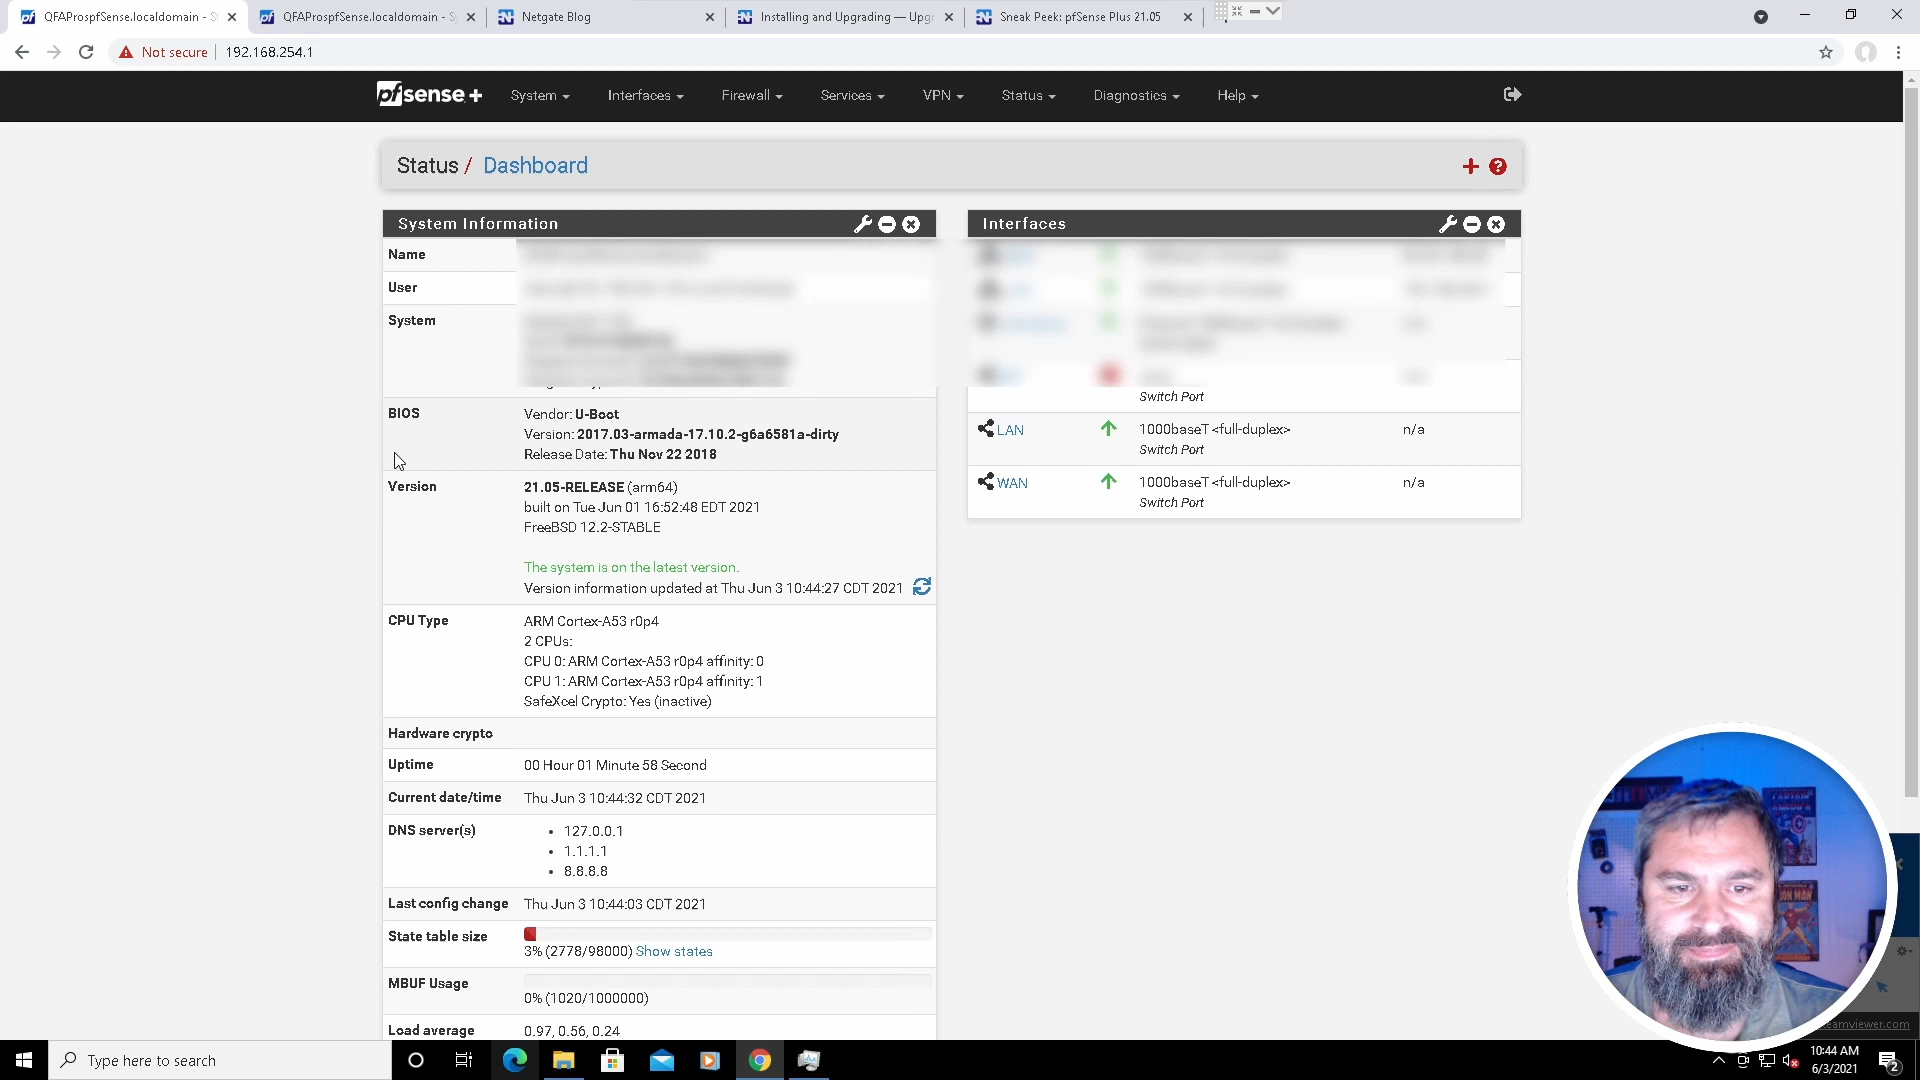 QFAProspfSense.localdomain - S
QFAProspfSense.localdomain - S
Netgate Blog
Installing and Upgrading — Upgr
Sneak Peek: pfSense Plus 21.05
Not secure
192.168.254.1
pfsense +
System
Interfaces
Firewall
Services
VPN
Status
Diagnostics
Help
Status / Dashboard
System Information
Name
User
System
BIOS
Vendor: U-Boot
Version: 2017.03-armada-17.10.2-g6a6581a-dirty
Release Date: Thu Nov 22 2018
Version
21.05-RELEASE (arm64)
built on Tue Jun 01 16:52:48 EDT 2021
FreeBSD 12.2-STABLE
The system is on the latest version.
Version information updated at Thu Jun 3 10:44:27 CDT 2021
CPU Type
ARM Cortex-A53 r0p4
2 CPUs:
CPU 0: ARM Cortex-A53 r0p4 affinity: 0
CPU 1: ARM Cortex-A53 r0p4 affinity: 1
SafeXcel Crypto: Yes (inactive)
Hardware crypto
Uptime
00 Hour 01 Minute 58 Second
Current date/time
Thu Jun 3 10:44:32 CDT 2021
DNS server(s)
127.0.0.1
1.1.1.1
8.8.8.8
Last config change
Thu Jun 3 10:44:03 CDT 2021
State table size
3% (2778/98000) Show states
MBUF Usage
0% (1020/1000000)
Load average
0.97, 0.56, 0.24
Interfaces
Switch Port
LAN
1000baseT <full-duplex>
n/a
Switch Port
WAN
1000baseT <full-duplex>
n/a
Switch Port
CAPTAIN
IRON MAN
eamviewer.com
Type here to search
10:44 AM
6/3/2021
2